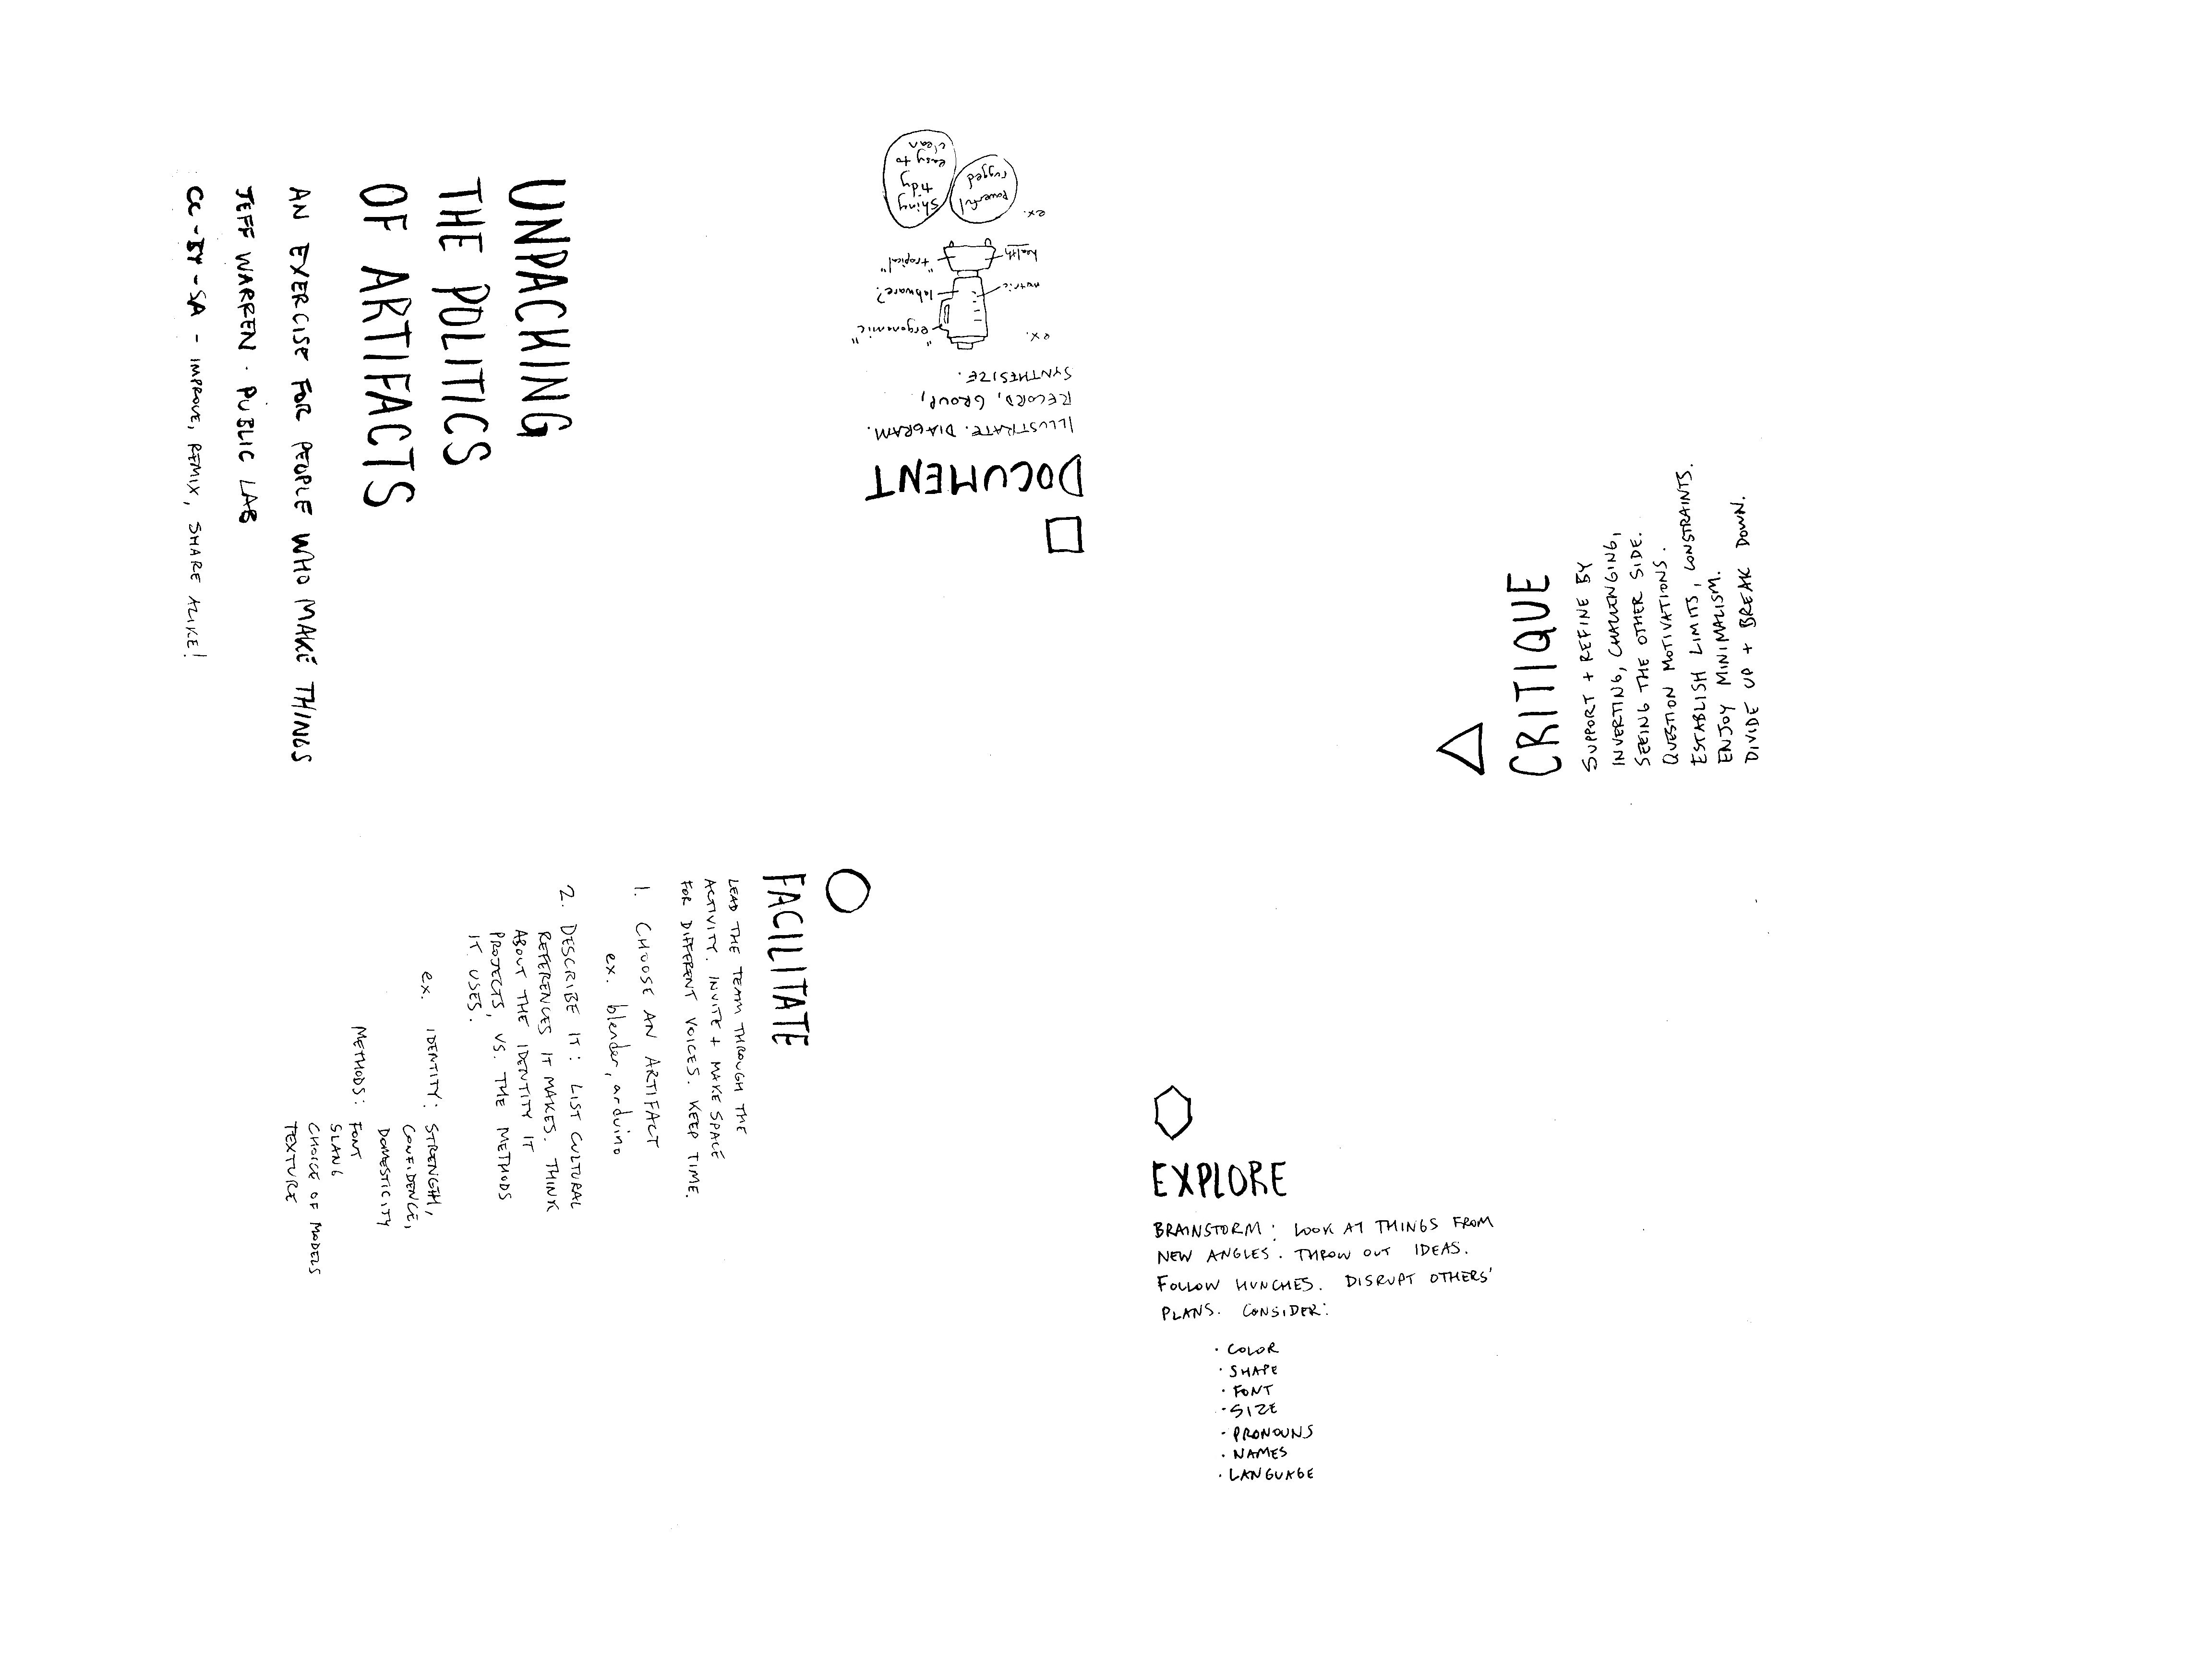 UNPACKING
THE POLITICS
OF ARTIFACTS
AN EXERCISE FOR PEOPLE WHO MAKE THINGS
JEFF WARREN · PUBLIC LAB
CC-BY-SA - IMPROVE, REMIX, SHARE ALIKE!
DOCUMENT
ILLUSTRATE. DIAGRAM.
RECORD, GROUP,
SYNTHESIZE.
ex.
"ergonomic"
metric
labware?
health
"tropical"
ex.
powerful
rugged
shiny
tidy
easy to
clean
CRITIQUE
SUPPORT + REFINE BY
INVERTING, CHALLENGING,
SEEING THE OTHER SIDE.
QUESTION MOTIVATIONS.
ESTABLISH LIMITS, CONSTRAINTS.
ENJOY MINIMALISM.
DIVIDE UP + BREAK DOWN.
FACILITATE
LEAD THE TEAM THROUGH THE
ACTIVITY. INVITE + MAKE SPACE
FOR DIFFERENT VOICES. KEEP TIME.
1. CHOOSE AN ARTIFACT
ex. blender, arduino
2. DESCRIBE IT: LIST CULTURAL
REFERENCES IT MAKES. THINK
ABOUT THE IDENTITY IT
PROJECTS, VS. THE METHODS
IT USES.
ex. IDENTITY: STRENGTH,
CONFIDENCE,
DOMESTICITY
METHODS: FONT
SLANG
CHOICE OF MODELS
TEXTURE
EXPLORE
BRAINSTORM: LOOK AT THINGS FROM
NEW ANGLES. THROW OUT IDEAS.
FOLLOW HUNCHES. DISRUPT OTHERS'
PLANS. CONSIDER:
· COLOR
· SHAPE
· FONT
· SIZE
· PRONOUNS
· NAMES
· LANGUAGE